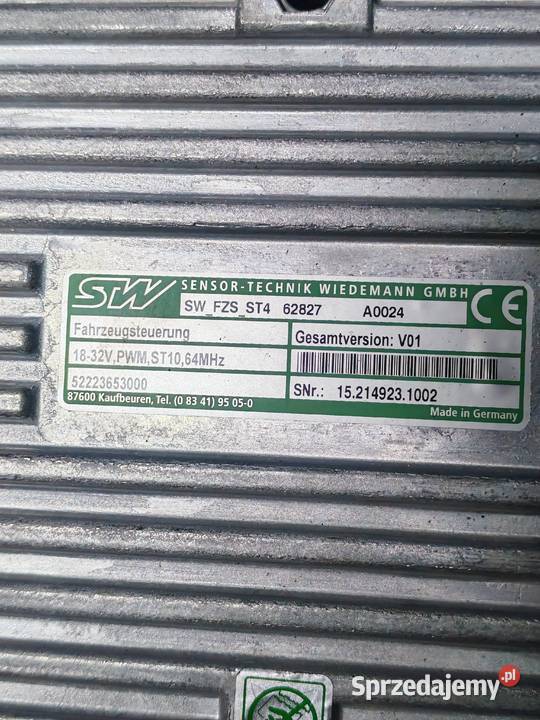 STW SENSOR-TECHNIK WIEDEMANN GMBH CE
SW_FZS_ST4 62827 A0024
Fahrzeugsteuerung
Gesamtversion: V01
18-32V,PWM,ST10,64MHz
52223653000
SNr.: 15.214923.1002
87600 Kaufbeuren, Tel. (0 83 41) 95 05-0
Made in Germany
Sprzedajemy.pl